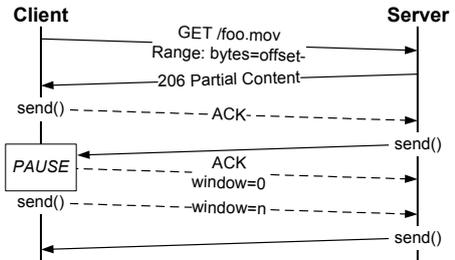 Client
Server
GET /foo.mov
Range: bytes=offset-
206 Partial Content
send()
ACK
send()
PAUSE
ACK
window=0
send()
window=n
send()